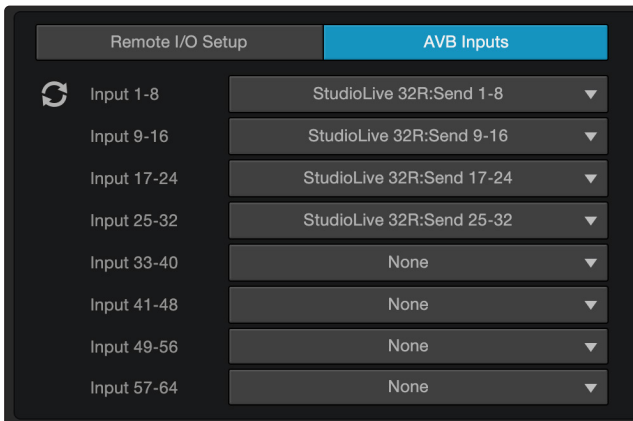 Remote I/O Setup AVB Inputs
Input 1-8 StudioLive 32R:Send 1-8
Input 9-16 StudioLive 32R:Send 9-16
Input 17-24 StudioLive 32R:Send 17-24
Input 25-32 StudioLive 32R:Send 25-32
Input 33-40 None
Input 41-48 None
Input 49-56 None
Input 57-64 None